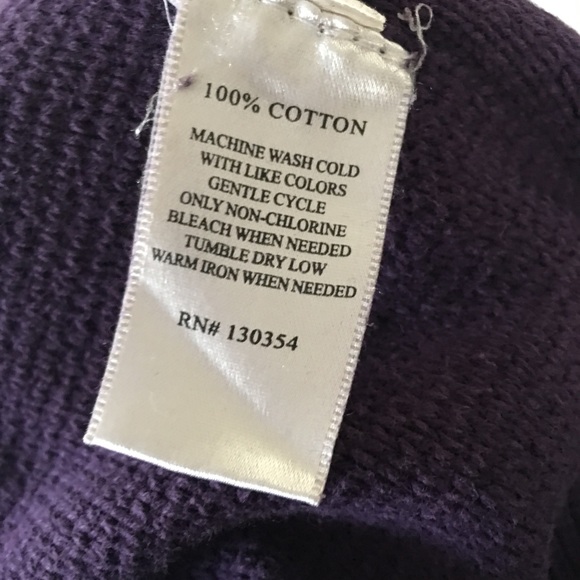 100% COTTON
MACHINE WASH COLD
WITH LIKE COLORS
GENTLE CYCLE
ONLY NON-CHLORINE
BLEACH WHEN NEEDED
TUMBLE DRY LOW
WARM IRON WHEN NEEDED
RN# 130354